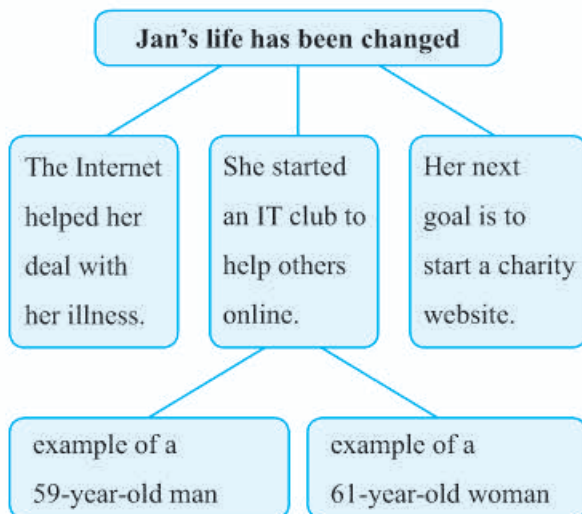 Jan's life has been changed
The Internet
helped her
deal with
her illness.
She started
an IT club to
help others
online.
Her next
goal is to
start a charity
website.
example of a
59-year-old man
example of a
61-year-old woman